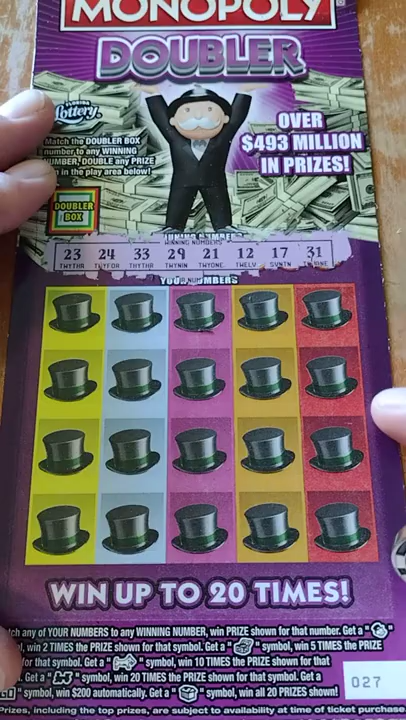 MONOPOLY
DOUBLER
FLORIDA
Lottery
Match the DOUBLER BOX
number to any WINNING
NUMBER, DOUBLE any PRIZE
in the play area below!
OVER
$493 MILLION
IN PRIZES!
DOUBLER
BOX
WINNING NUMBERS
23 24 33 29 21 12 17 31
TWYTHR TWYFOR THYTHR TWYNIN TWYONE TWELV SVNTN
YOUR NUMBERS
WIN UP TO 20 TIMES!
any of YOUR NUMBERS to any WINNING NUMBER, win PRIZE shown for that number. Get a "
win 2 TIMES the PRIZE shown for that symbol. Get a " " symbol, win 5 TIMES the PRIZE
for that symbol. Get a " " symbol, win 10 TIMES the PRIZE shown for that
Get a " " symbol, win 20 TIMES the PRIZE shown for that symbol. Get a
" symbol, win $200 automatically. Get a " " symbol, win all 20 PRIZES shown!
027
Prizes, including the top prizes, are subject to availability at time of ticket purchase.